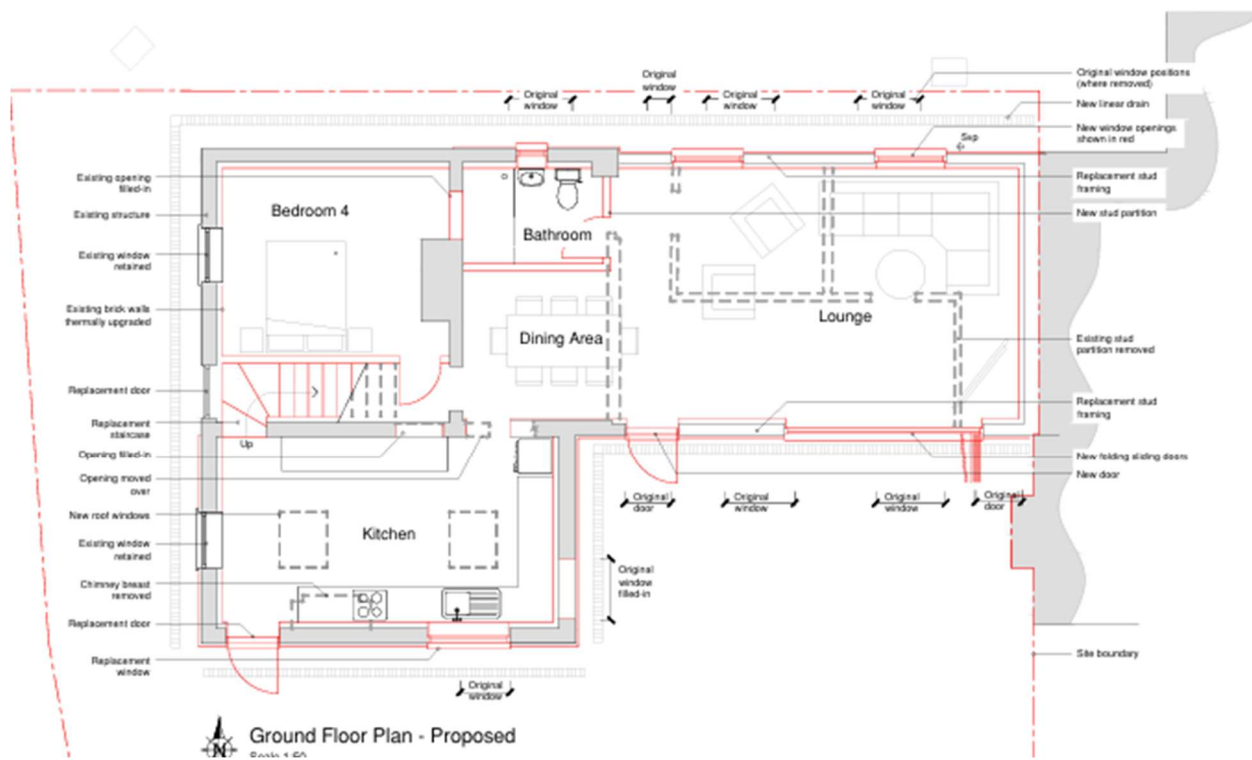 Original
window
Original
window
Original
window
Original
window
Original window positions
(where removed)
New linear drain
New window openings
shown in red
Svp
Replacement stud
framing
New stud partition
Existing stud
partition removed
Replacement stud
framing
New folding sliding doors
New door
Site boundary
Existing opening
filled-in
Existing structure
Existing window
retained
Existing brick walls
thermally upgraded
Replacement door
Replacement
staircase
Opening filled-in
Opening moved
over
New roof windows
Existing window
retained
Chimney breast
removed
Replacement door
Replacement
window
Bedroom 4
Bathroom
Dining Area
Lounge
Up
Kitchen
Original
door
Original
window
Original
window
Original
door
Original
window
filled-in
Original
window
N
Ground Floor Plan - Proposed
Scale 1:50